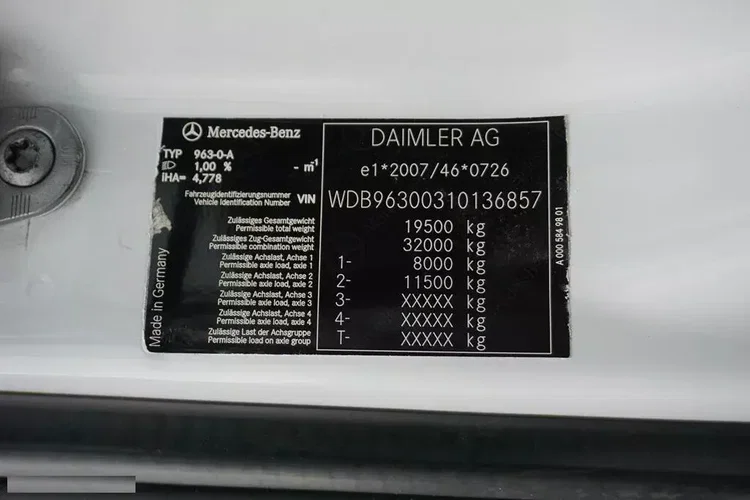 Mercedes-Benz
TYP 963-0-A
1,00 % - m-1
iHA= 4,778
Fahrzeugidentifizierungsnummer
Vehicle Identification Number VIN
Zulässiges Gesamtgewicht
Permissible total weight
Zulässiges Zug-Gesamtgewicht
Permissible combination weight
Zulässige Achslast, Achse 1
Permissible axle load, axle 1
Zulässige Achslast, Achse 2
Permissible axle load, axle 2
Zulässige Achslast, Achse 3
Permissible axle load, axle 3
Zulässige Achslast, Achse 4
Permissible axle load, axle 4
Zulässige Last der Achsgruppe
Permissible load on axle group
Made in Germany
DAIMLER AG
e1*2007/46*0726
WDB96300310136857
19500 kg
32000 kg
1- 8000 kg
2- 11500 kg
3- XXXXX kg
4- XXXXX kg
T- XXXXX kg
A 000 584 98 01